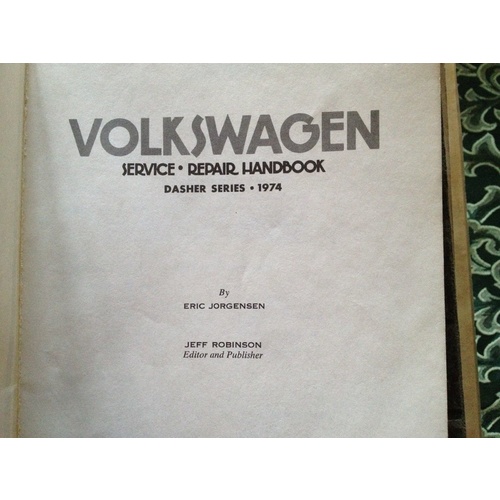 VOLKSWAGEN
SERVICE • REPAIR HANDBOOK
DASHER SERIES • 1974
By
ERIC JORGENSEN
JEFF ROBINSON
Editor and Publisher